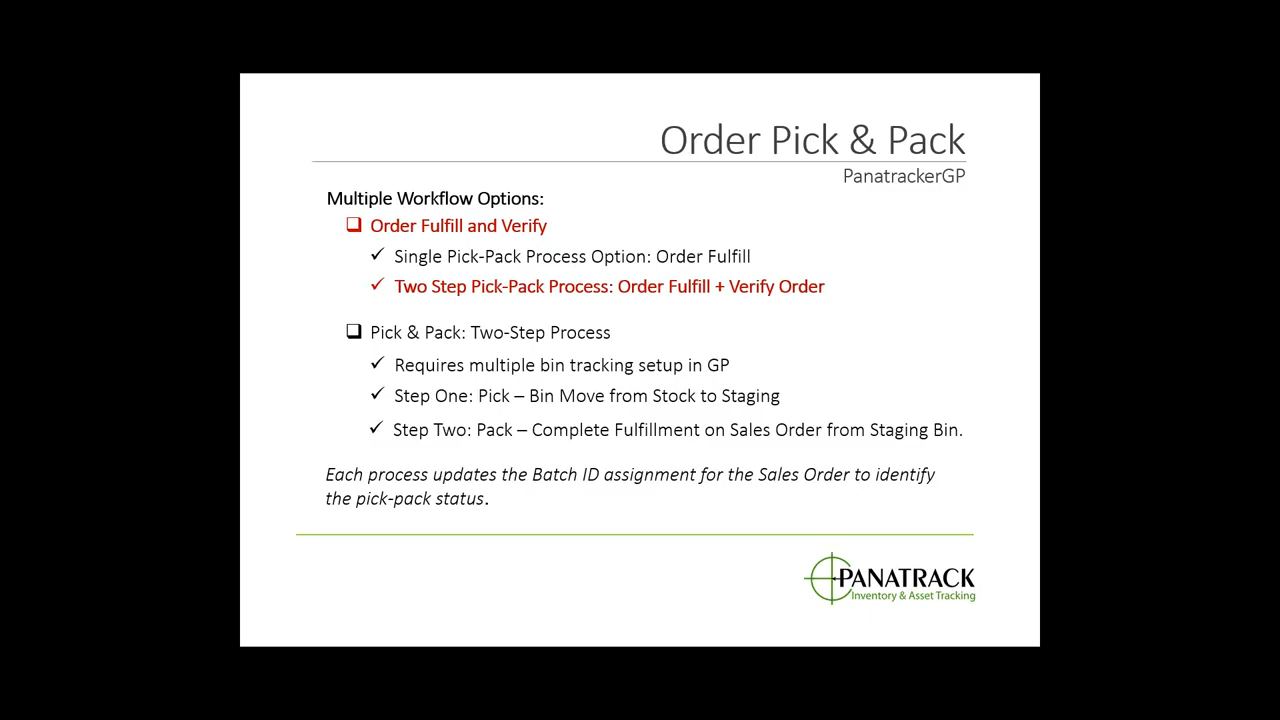 Order Pick & Pack
PanatrackerGP
Multiple Workflow Options:
Order Fulfill and Verify
Single Pick-Pack Process Option: Order Fulfill
Two Step Pick-Pack Process: Order Fulfill + Verify Order
Pick & Pack: Two-Step Process
Requires multiple bin tracking setup in GP
Step One: Pick – Bin Move from Stock to Staging
Step Two: Pack – Complete Fulfillment on Sales Order from Staging Bin.
Each process updates the Batch ID assignment for the Sales Order to identify
the pick-pack status.
PANATRACK
Inventory & Asset Tracking